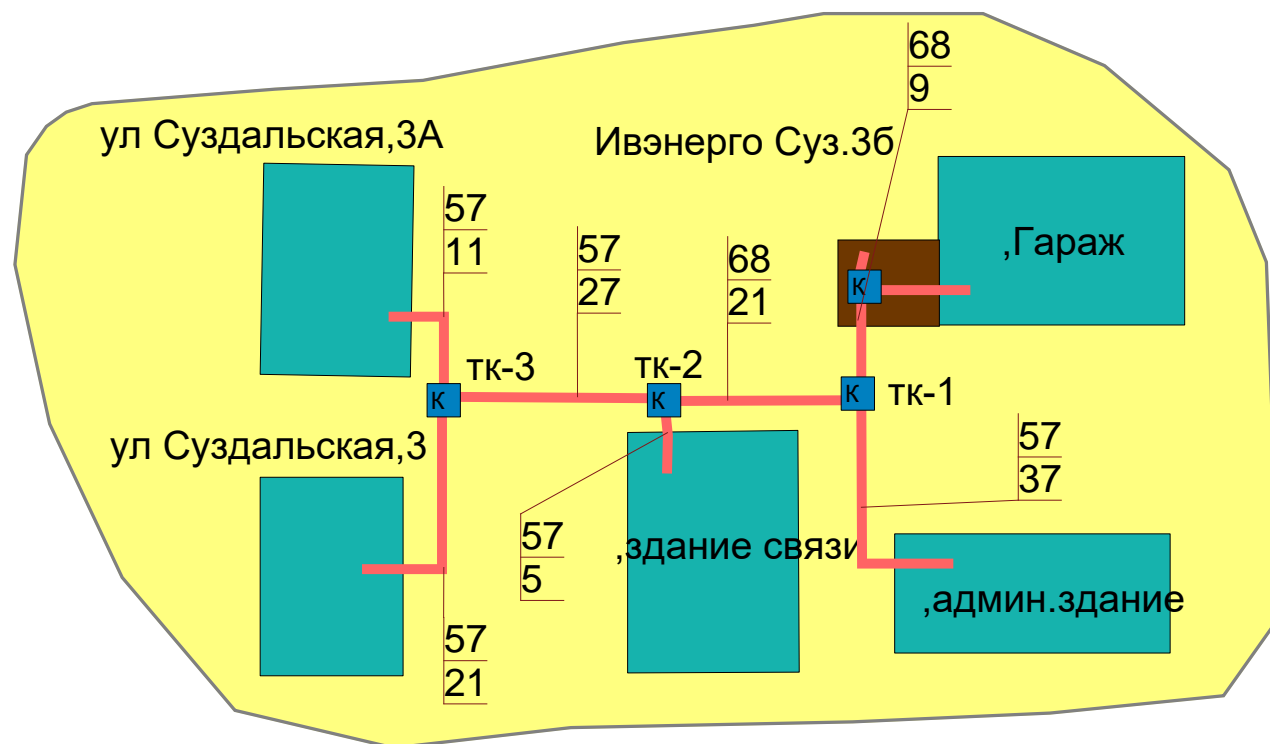 68
9
ул Суздальская,3А
Ивэнерго Суз.3б
57
11
57
27
68
21
,Гараж
К
тк-3
тк-2
К
К
К
тк-1
ул Суздальская,3
57
37
57
5
,здание связи
,админ.здание
57
21